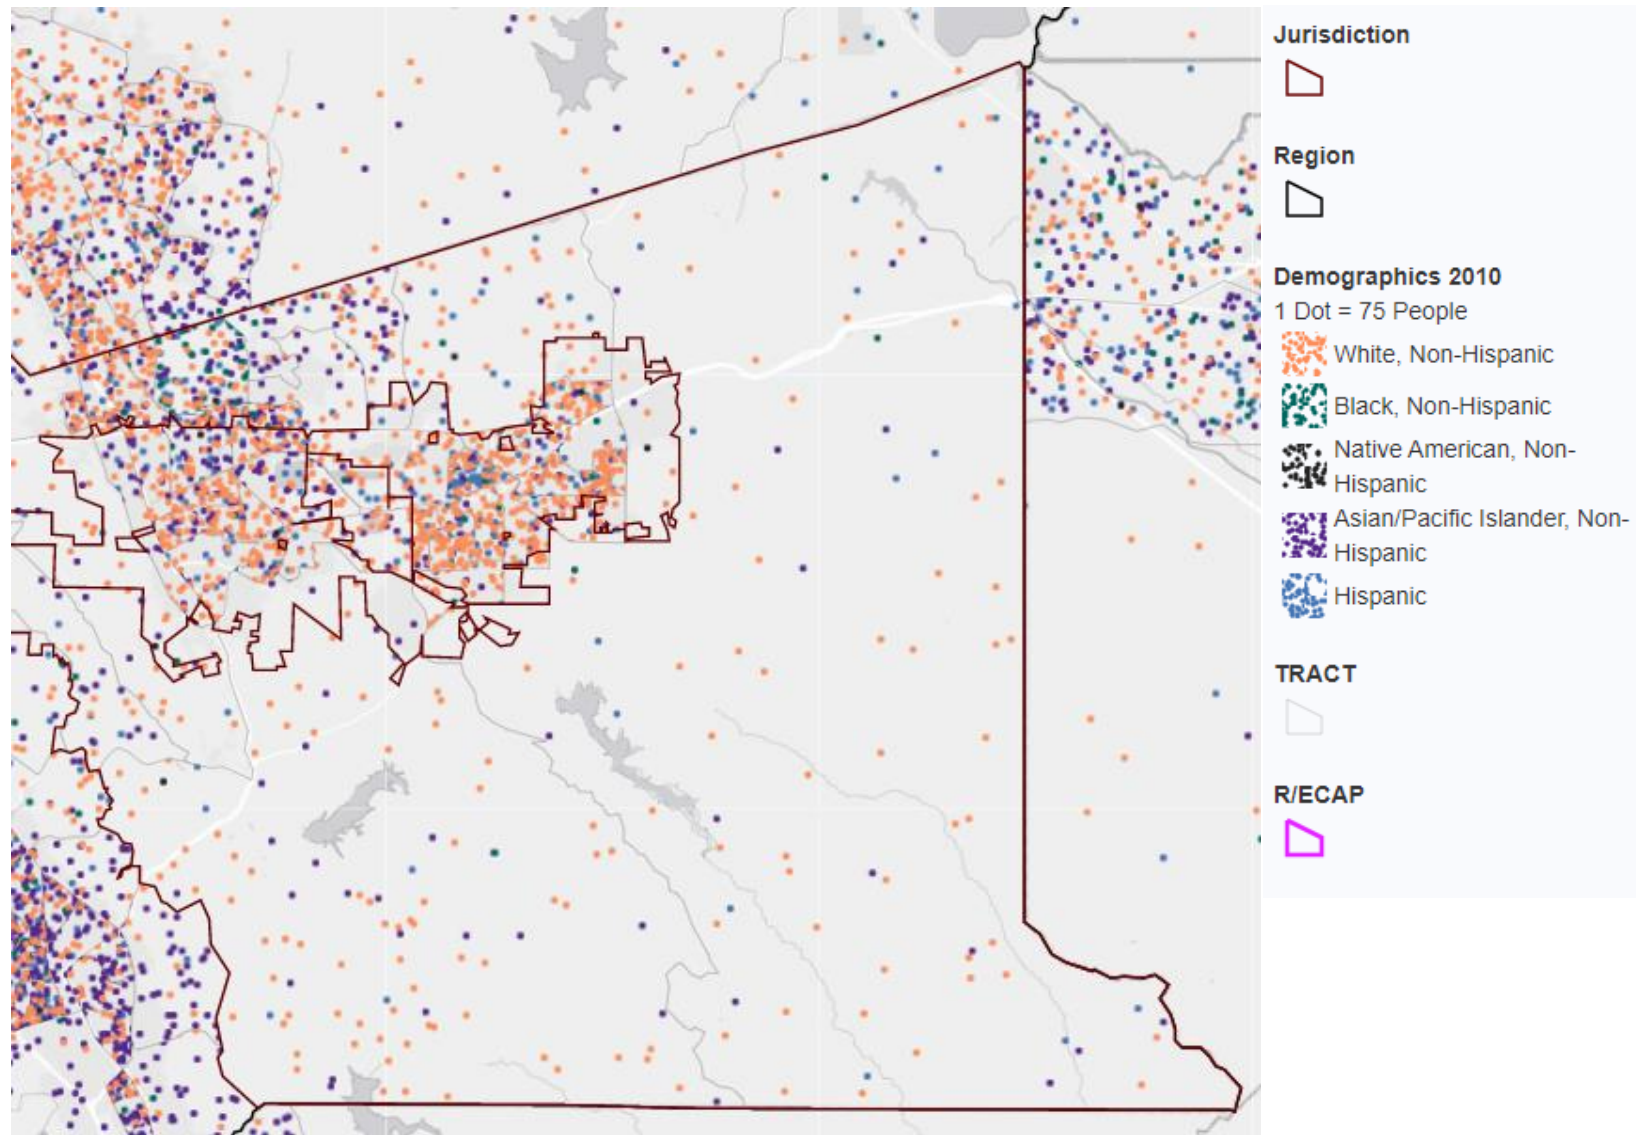 Jurisdiction
Region
Demographics 2010
1 Dot = 75 People
White, Non-Hispanic
Black, Non-Hispanic
Native American, Non-
Hispanic
Asian/Pacific Islander, Non-
Hispanic
Hispanic
TRACT
R/ECAP